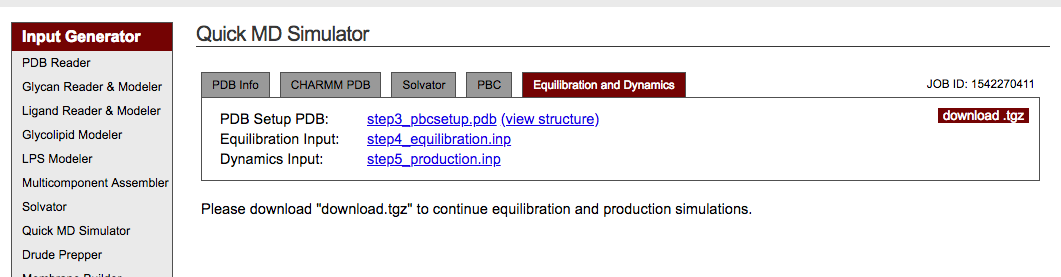 Input Generator
PDB Reader
Glycan Reader & Modeler
Ligand Reader & Modeler
Glycolipid Modeler
LPS Modeler
Multicomponent Assembler
Solvator
Quick MD Simulator
Drude Prepper
Membrane Builder
Quick MD Simulator
PDB Info CHARMM PDB Solvator PBC Equilibration and Dynamics JOB ID: 1542270411
PDB Setup PDB: step3_pbcsetup.pdb (view structure) download .tgz
Equilibration Input: step4_equilibration.inp
Dynamics Input: step5_production.inp
Please download "download.tgz" to continue equilibration and production simulations.